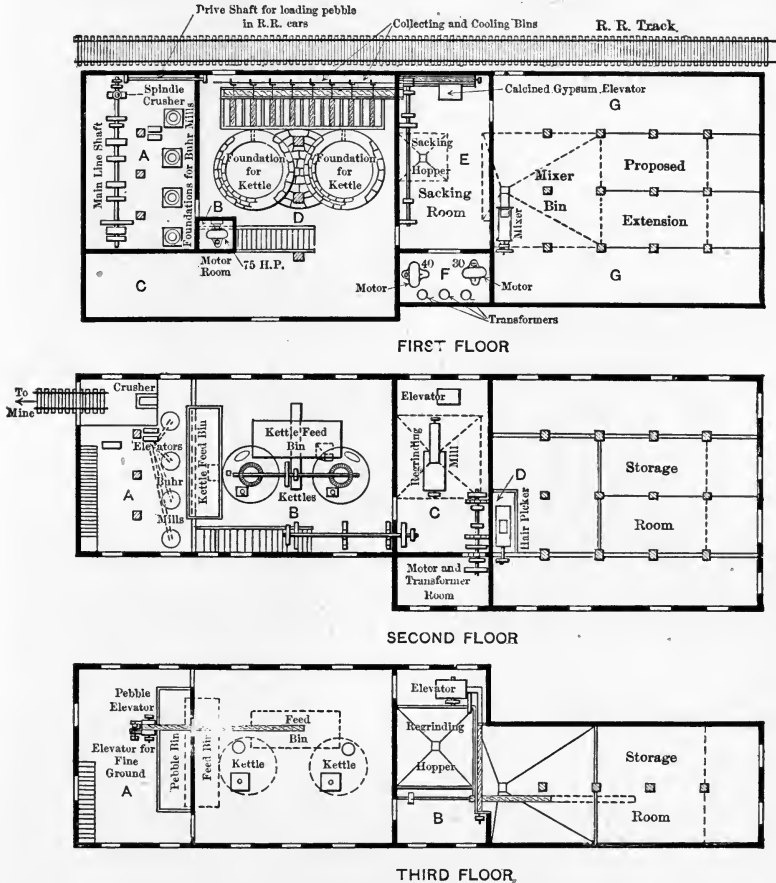 Drive Shaft for loading pebble
in R.R. cars
Collecting and Cooling Bins
R. R. Track
Spindle
Crusher
Main Line Shaft
A
Foundations for Buhr Mills
Foundation
for
Kettle
Foundation
for
Kettle
D
B
Motor
Room
75 H.P.
C
Calcined Gypsum Elevator
Sacking
Hopper
E
Sacking
Room
40
30
F
Motor
Motor
Transformers
G
Mixer
Bin
Mixer
Proposed
Extension
G
FIRST FLOOR
To
Mine
Crusher
Elevators
A
Buhr
Mills
Kettle Feed Bin
Kettle Feed
Bin
Kettles
B
Elevator
Regrinding
Mill
C
D
Hair Picker
Motor and
Transformer
Room
Storage
Room
SECOND FLOOR
Pebble
Elevator
Elevator for
Fine
Ground
A
Pebble Bin
Feed Bin
Feed
Bin
Kettle
Kettle
Elevator
Regrinding
Hopper
B
Storage
Room
THIRD FLOOR